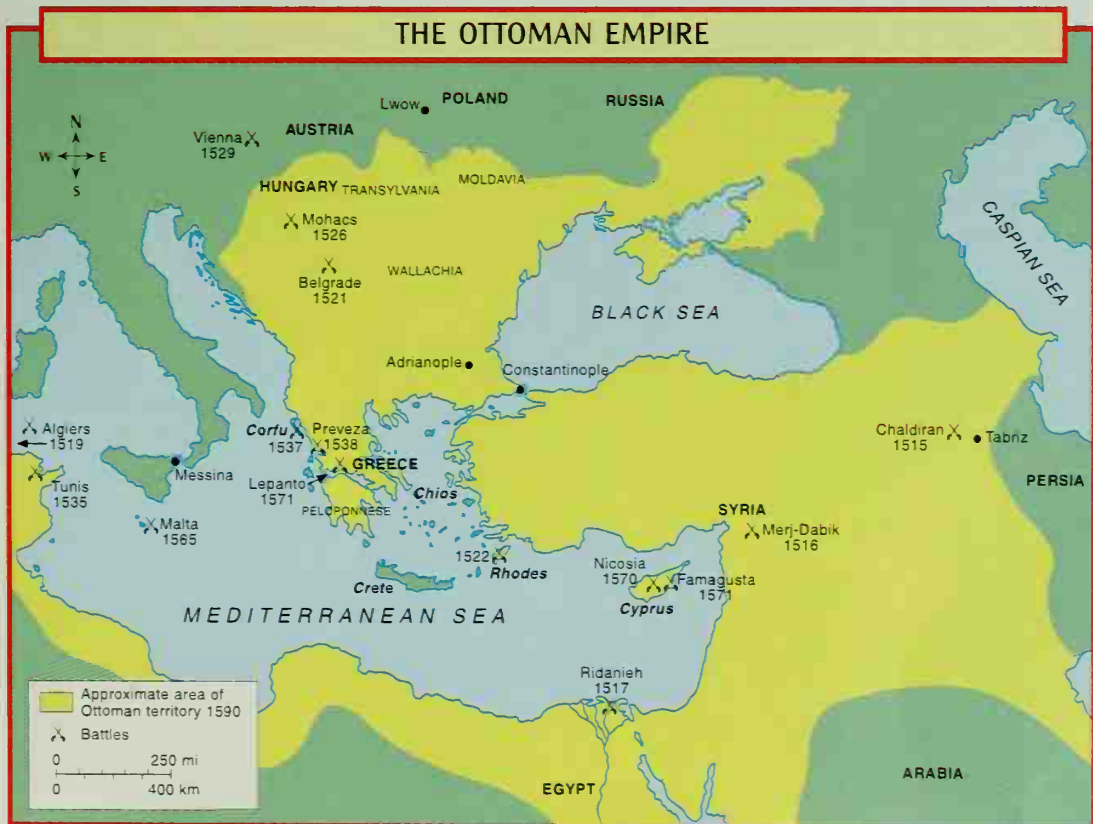 THE OTTOMAN EMPIRE
N
W E
S
Lwow
POLAND
RUSSIA
Vienna
1529
AUSTRIA
HUNGARY
TRANSYLVANIA
MOLDAVIA
Mohacs
1526
Belgrade
1521
WALLACHIA
CASPIAN SEA
BLACK SEA
Adrianople
Constantinople
Algiers
1519
Corfu
1537
Preveza
1538
GREECE
Chaldiran
1515
Tabriz
Tunis
1535
Messina
Lepanto
1571
Chios
PELOPONNESE
PERSIA
Malta
1565
SYRIA
Merj-Dabik
1516
1522
Rhodes
Nicosia
1570
Famagusta
1571
Crete
Cyprus
MEDITERRANEAN SEA
Ridanieh
1517
Approximate area of
Ottoman territory 1590
Battles
0 250 mi
0 400 km
EGYPT
ARABIA